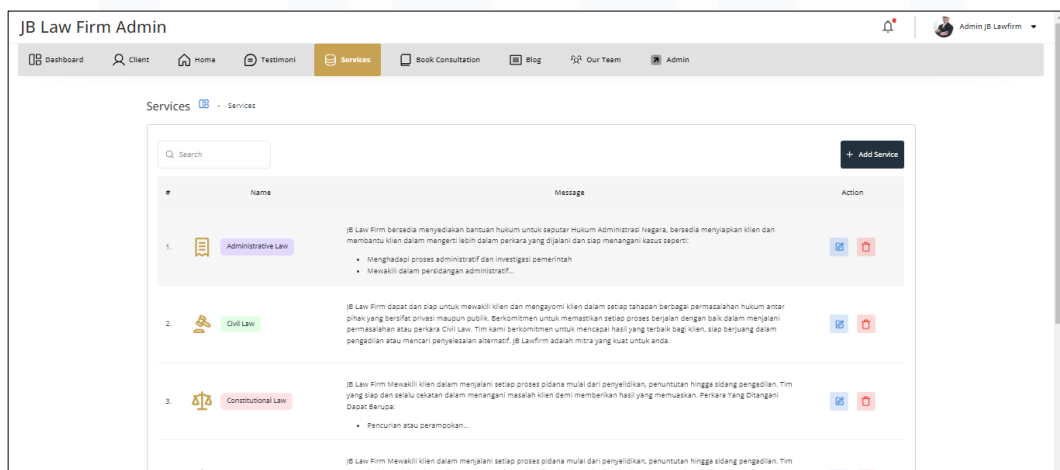 JB Law Firm Admin
Admin JB Lawfirm
Dashboard Client Home Testimoni Services Book Consultation Blog Our Team Admin
Services - Services
Search
+ Add Service
# Name Message Action
1. Administrative Law
JB Law Firm bersedia menyediakan bantuan hukum untuk seputar Hukum Administrasi Negara, bersedia menyiapkan klien dan
membantu klien dalam mengerti lebih dalam perkara yang dijalani dan siap menangani kasus seperti:
• Menghadapi proses administratif dan investigasi pemerintah
• Mewakili dalam persidangan administratif...
2. Civil Law
JB Law Firm dapat dan siap untuk mewakili klien dan mengayomi klien dalam setiap tahapan berbagai permasalahan hukum antar
pihak yang bersifat privasi maupun publik. Berkomitmen untuk memastikan setiap proses berjalan dengan baik dalam menjalani
permasalahan atau perkara Civil Law. Tim kami berkomitmen untuk mencapai hasil yang terbaik bagi klien, siap berjuang dalam
pengadilan atau mencari penyelesaian alternatif. JB Lawfirm adalah mitra yang kuat untuk anda.
3. Constitutional Law
JB Law Firm Mewakili klien dalam menjalani setiap proses pidana mulai dari penyelidikan, penuntutan hingga sidang pengadilan. Tim
yang siap dan selalu cekatan dalam menangani masalah klien demi memberikan hasil yang memuaskan. Perkara Yang Ditangani
Dapat Berupa:
• Pencurian atau perampokan...
JB Law Firm Mewakili klien dalam menjalani setiap proses pidana mulai dari penyelidikan, penuntutan hingga sidang pengadilan. Tim